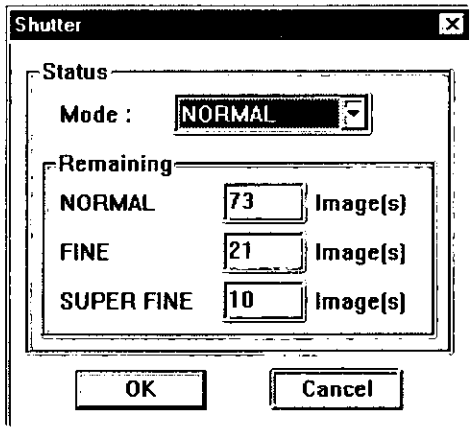 Shutter
Status
Mode : NORMAL
Remaining
NORMAL 73 Image(s)
FINE 21 Image(s)
SUPER FINE 10 Image(s)
OK Cancel